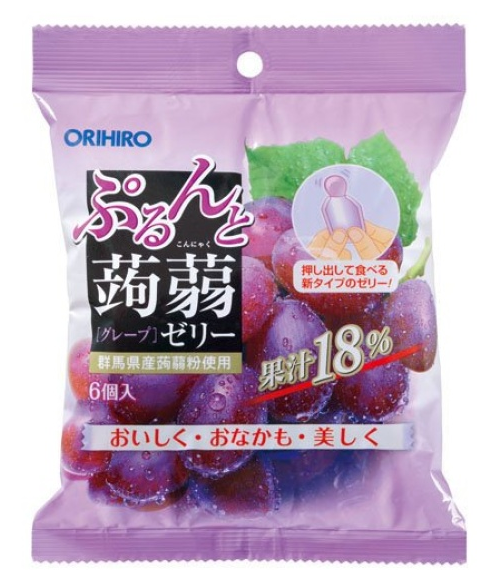 ORIHIRO
ぷるんと
こんにゃく
蒟蒻
[グレープ]ゼリー
群馬県産蒟蒻粉使用
6個入
押し出して食べる
新タイプのゼリー!
果汁18%
おいしく・おなかも・美しく